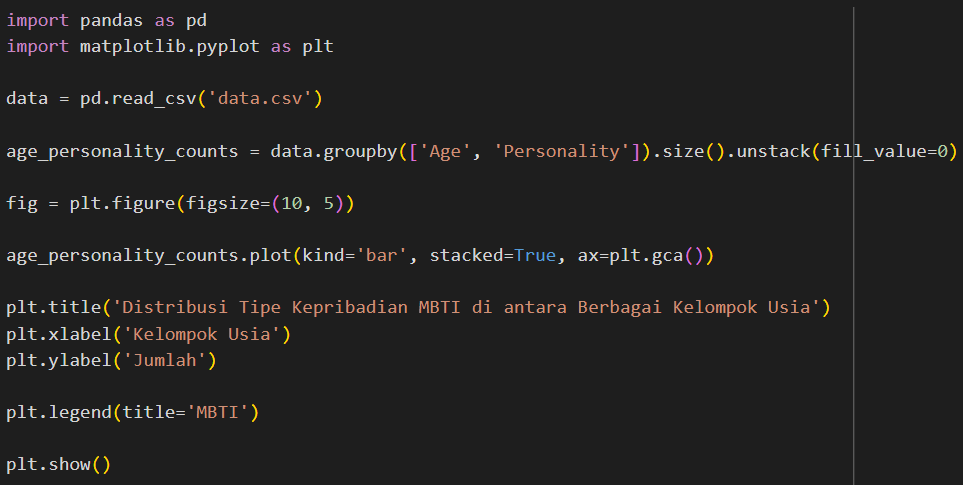 import pandas as pd
import matplotlib.pyplot as plt
data = pd.read_csv('data.csv')
age_personality_counts = data.groupby(['Age', 'Personality']).size().unstack(fill_value=0)
fig = plt.figure(figsize=(10, 5))
age_personality_counts.plot(kind='bar', stacked=True, ax=plt.gca())
plt.title('Distribusi Tipe Kepribadian MBTI di antara Berbagai Kelompok Usia')
plt.xlabel('Kelompok Usia')
plt.ylabel('Jumlah')
plt.legend(title='MBTI')
plt.show()